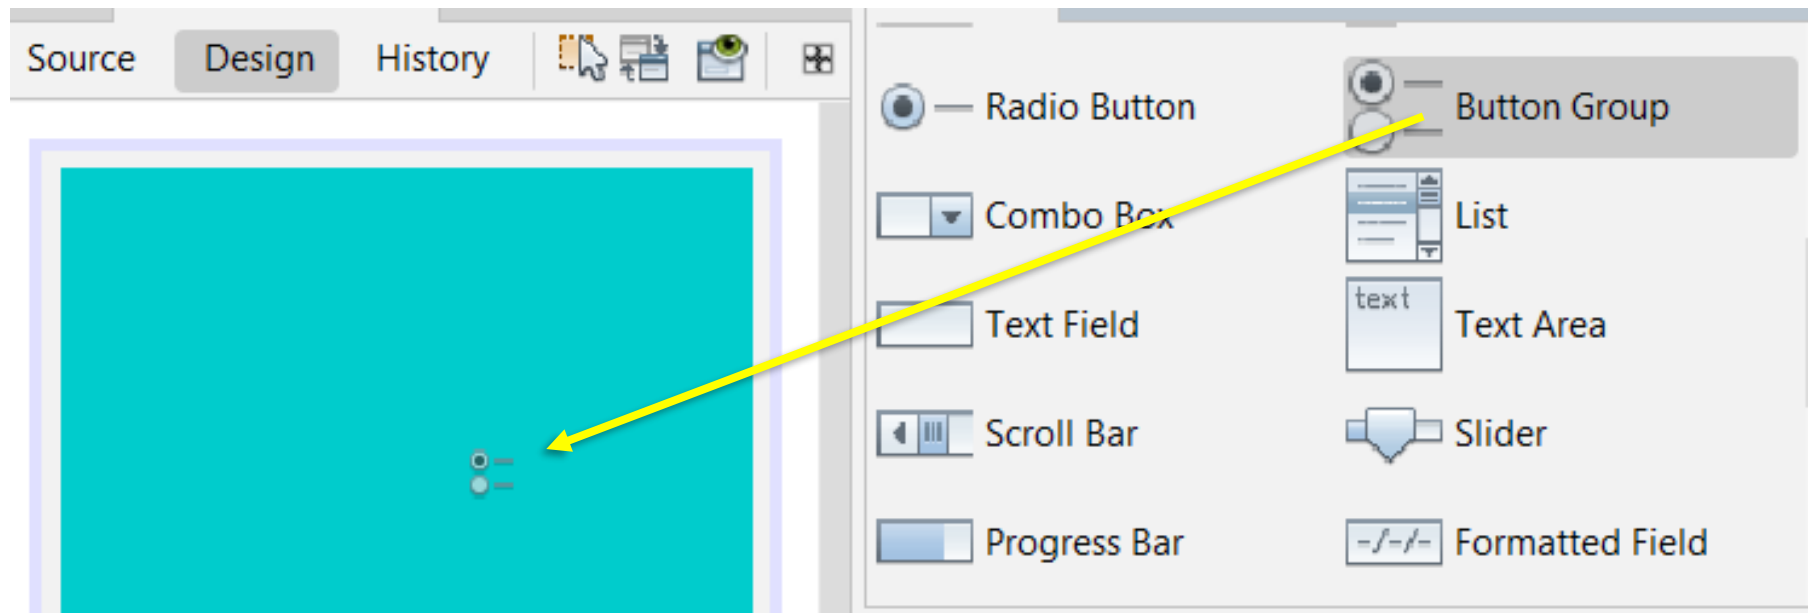 Source Design History
Radio Button Button Group
Combo Box List
text
Text Field Text Area
Scroll Bar Slider
Progress Bar Formatted Field